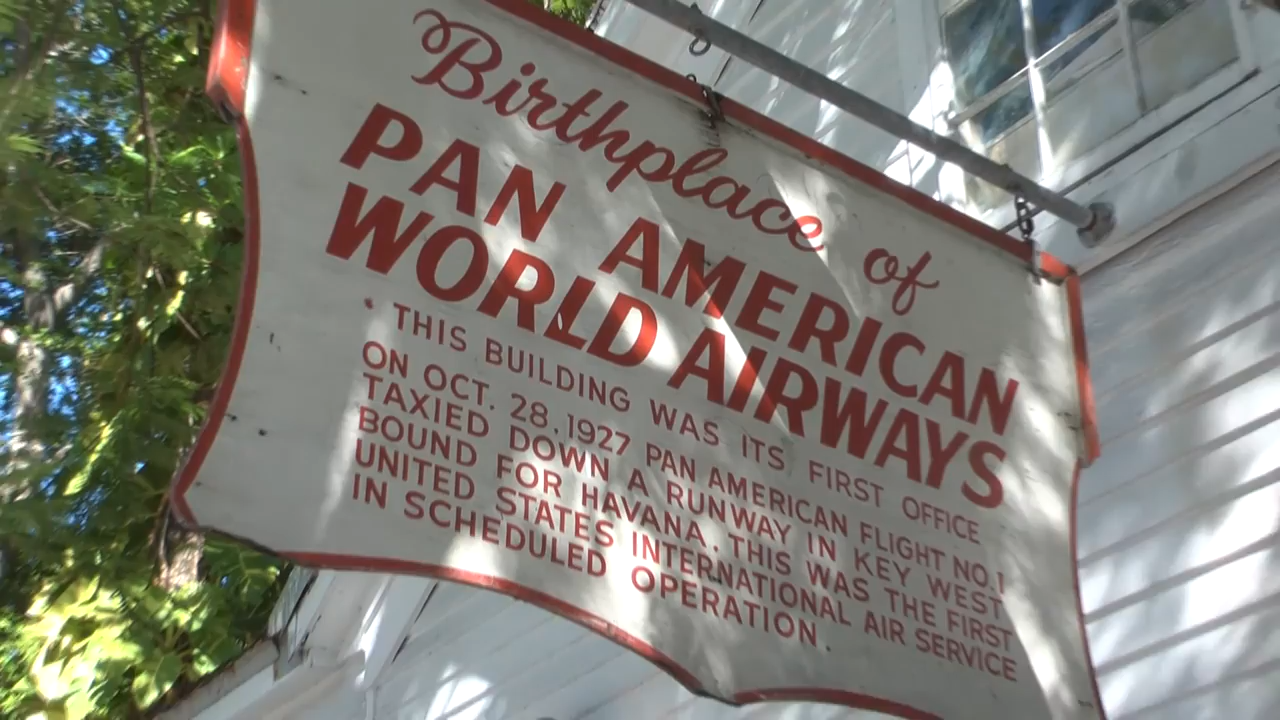 Birthplace of
PAN AMERICAN
WORLD AIRWAYS
• THIS BUILDING WAS ITS FIRST OFFICE
ON OCT. 28, 1927 PAN AMERICAN FLIGHT NO.1
TAXIED DOWN A RUNWAY IN KEY WEST
BOUND FOR HAVANA. THIS WAS THE FIRST
UNITED STATES INTERNATIONAL AIR SERVICE
IN SCHEDULED OPERATION.